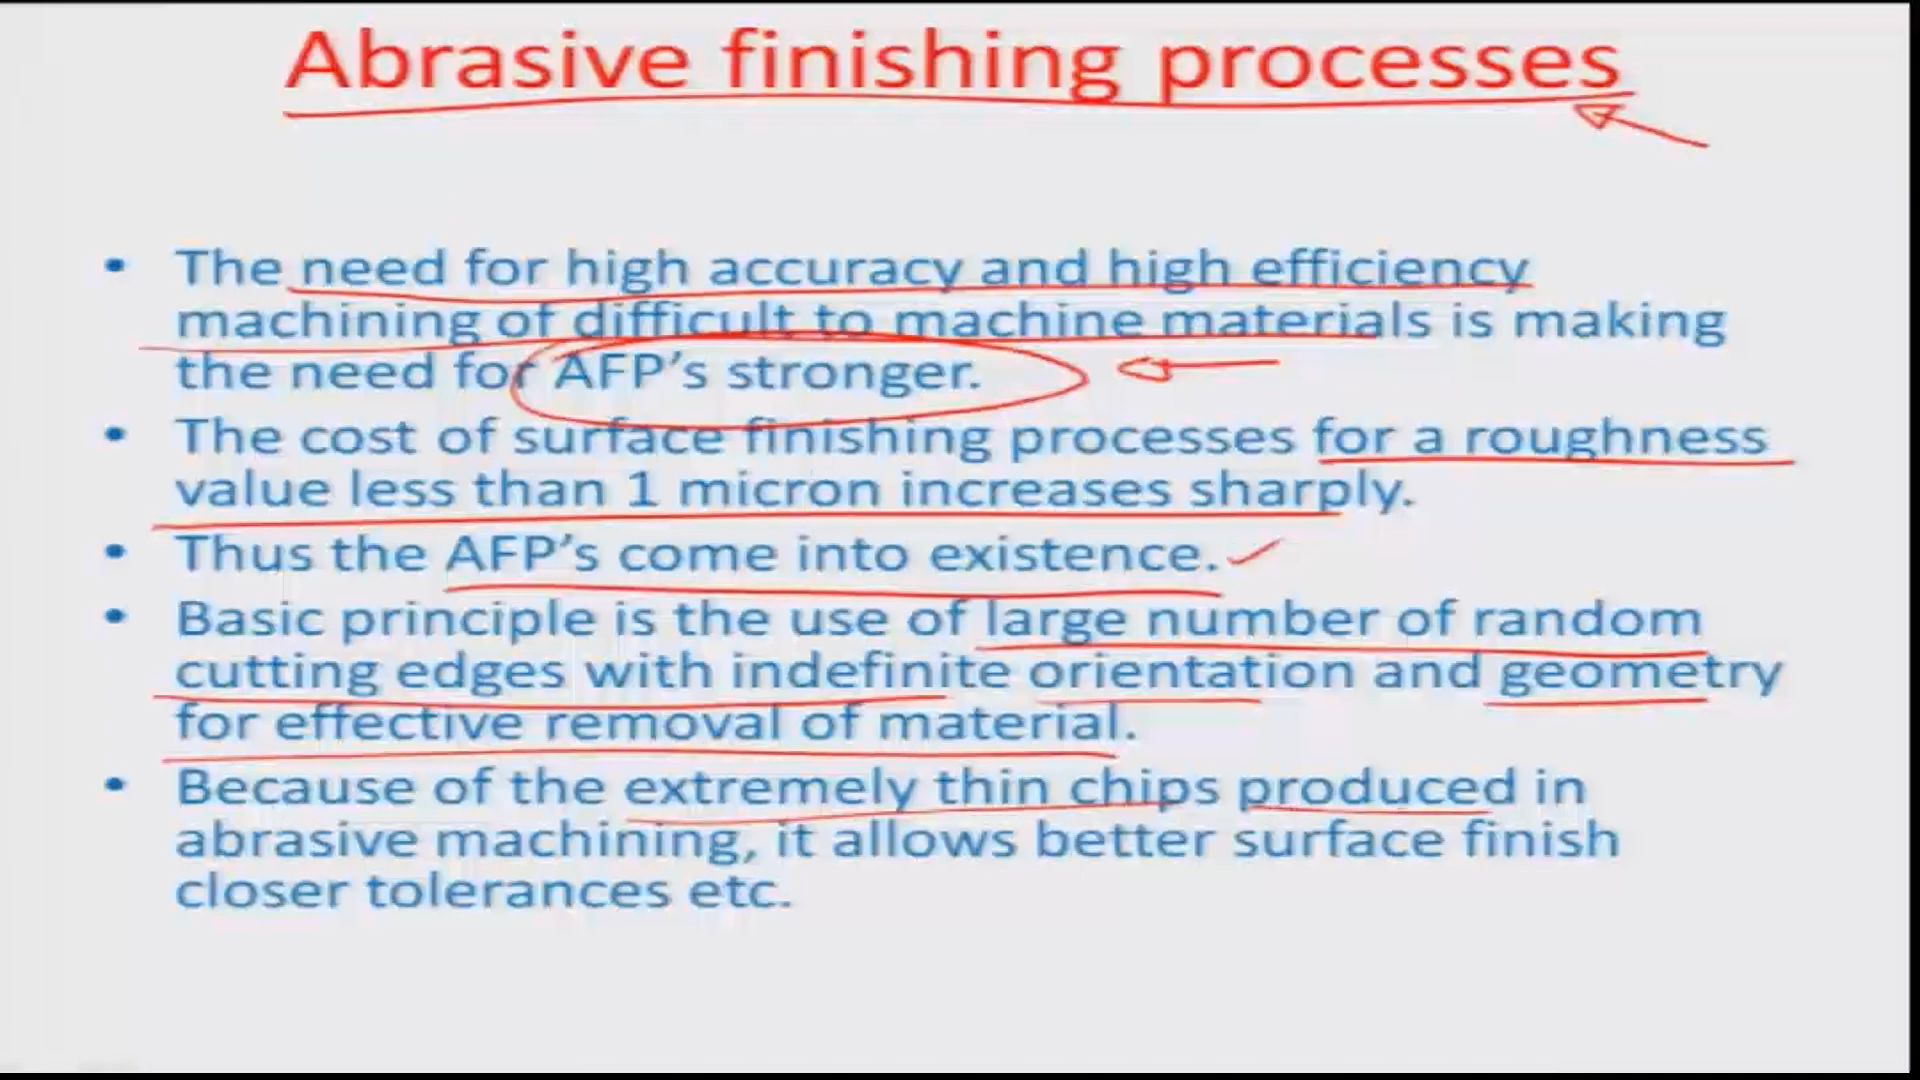 Abrasive finishing processes
• The need for high accuracy and high efficiency
machining of difficult to machine materials is making
the need for AFP’s stronger.
• The cost of surface finishing processes for a roughness
value less than 1 micron increases sharply.
• Thus the AFP’s come into existence.
• Basic principle is the use of large number of random
cutting edges with indefinite orientation and geometry
for effective removal of material.
• Because of the extremely thin chips produced in
abrasive machining, it allows better surface finish
closer tolerances etc.